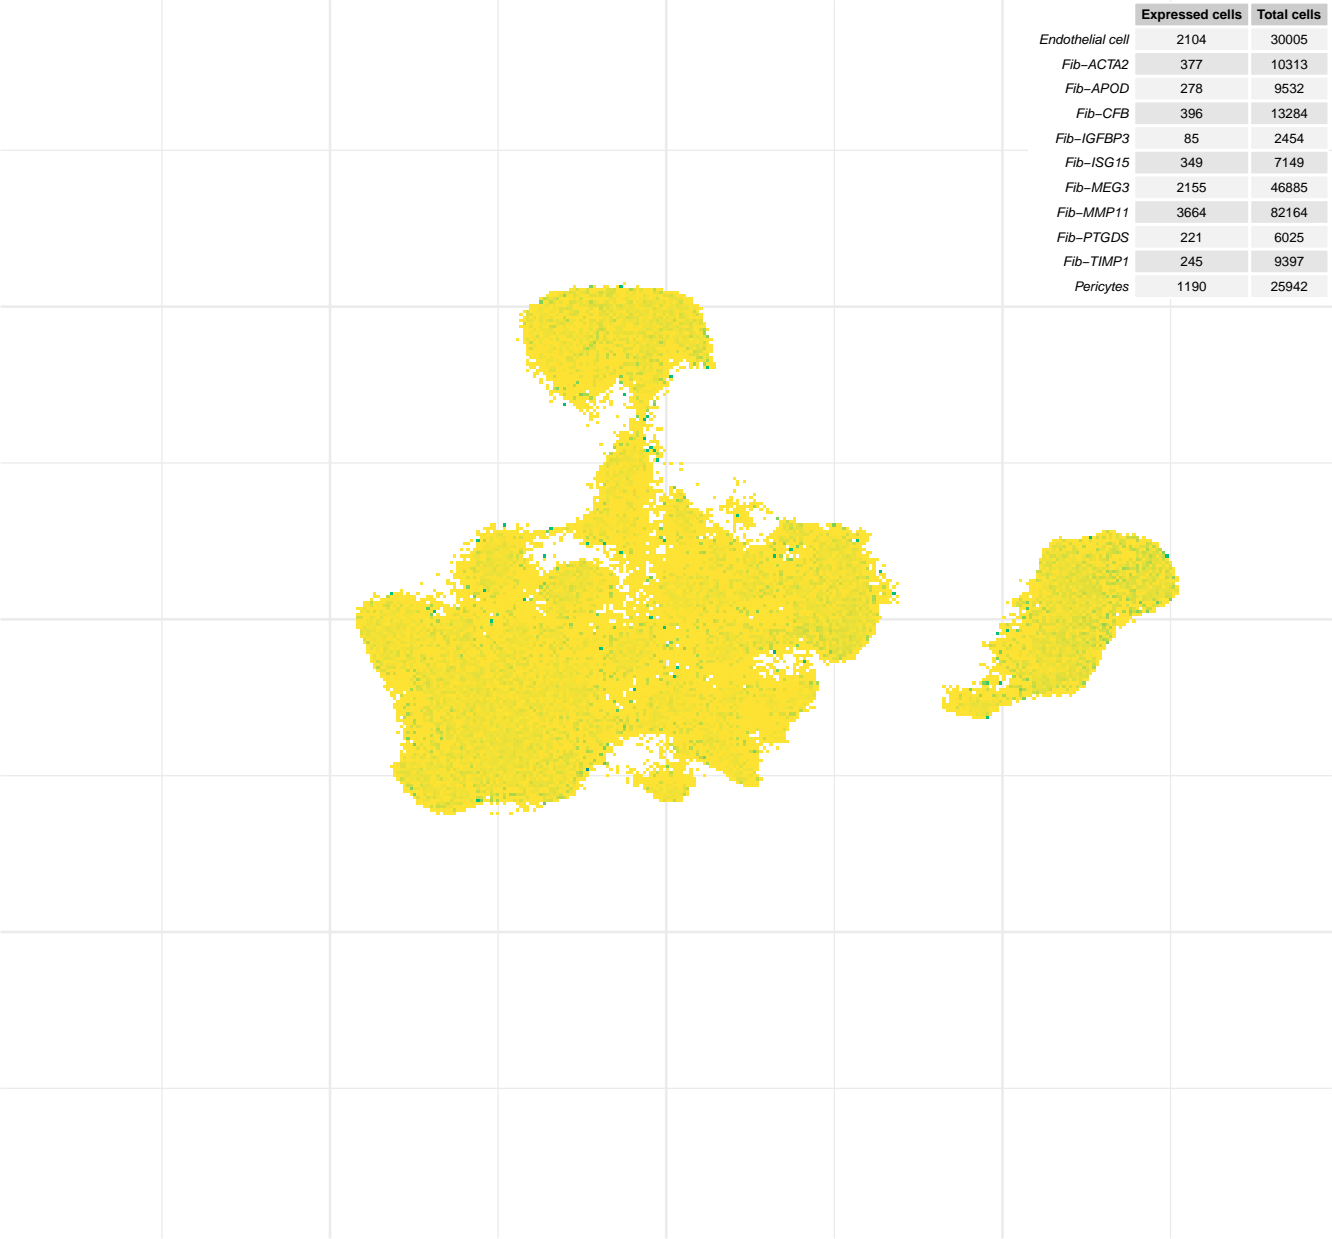 Expressed cells Total cells
Endothelial cell 2104 30005
Fib−ACTA2 377 10313
Fib−APOD 278 9532
Fib−CFB 396 13284
Fib−IGFBP3 85 2454
Fib−ISG15 349 7149
Fib−MEG3 2155 46885
Fib−MMP11 3664 82164
Fib−PTGDS 221 6025
Fib−TIMP1 245 9397
Pericytes 1190 25942